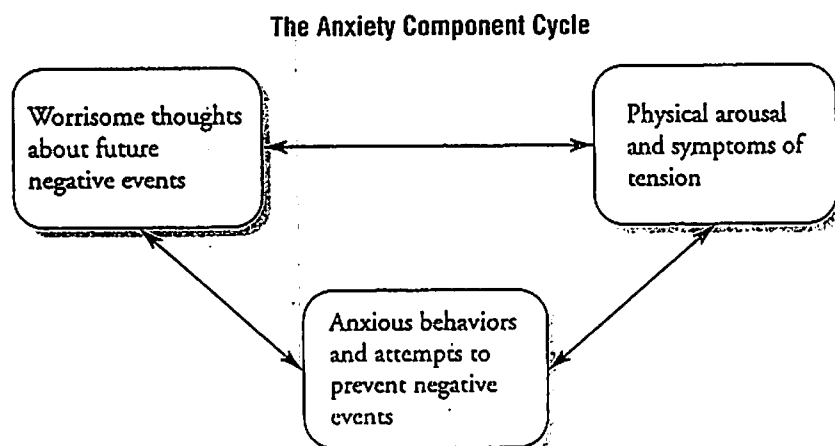 The Anxiety Component Cycle
Worrisome thoughts
about future
negative events
Physical arousal
and symptoms of
tension
Anxious behaviors
and attempts to
prevent negative
events